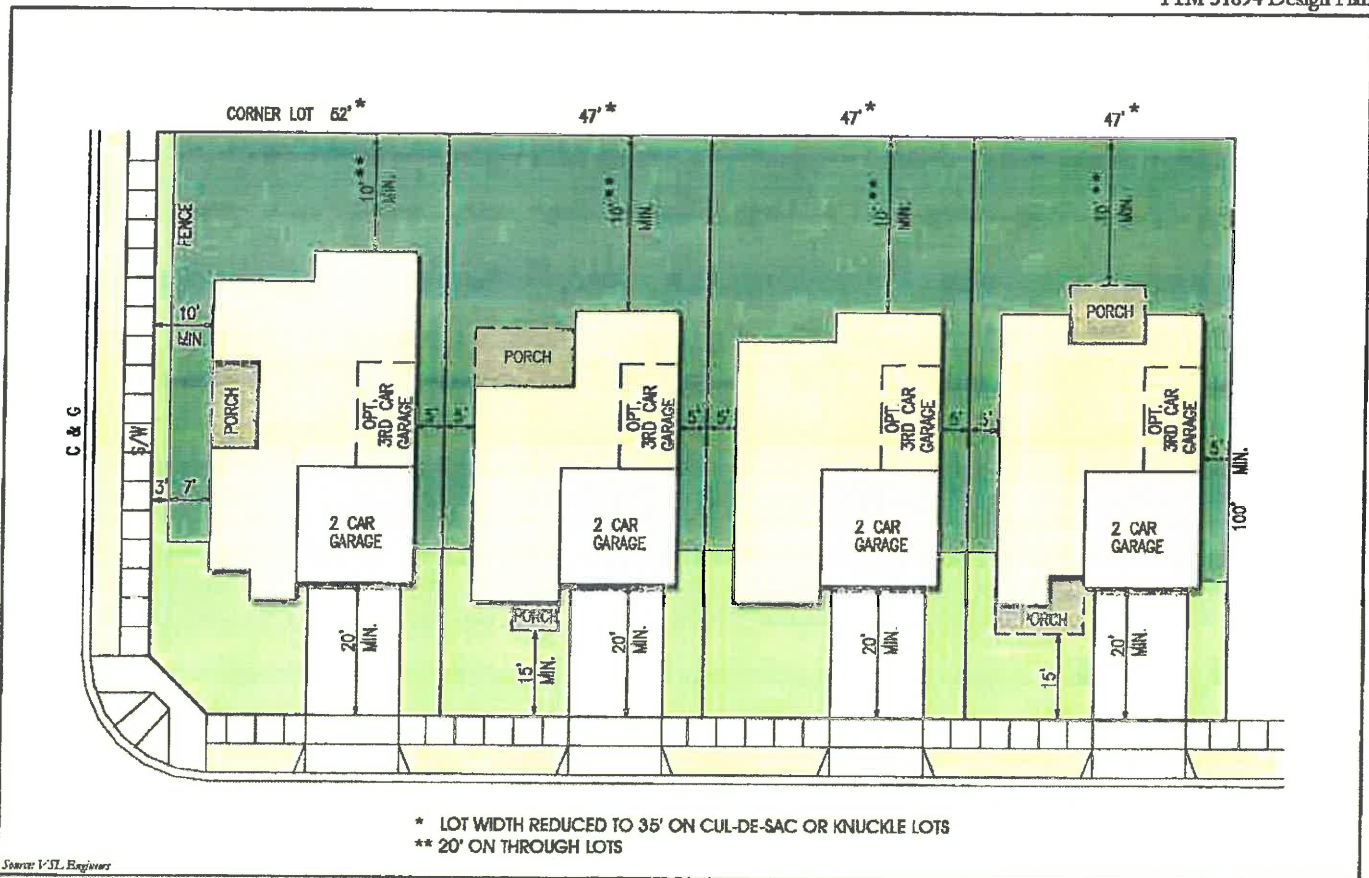 Design Plan
CORNER LOT 52'*
47'*
47'*
47'*
10'** MIN.
10'** MIN.
10'** MIN.
10'** MIN.
FENCE
10' MIN
PORCH
OPT. 3RD CAR GARAGE
2 CAR GARAGE
3'
7'
C & G
S/W
5'
5'
PORCH
OPT. 3RD CAR GARAGE
2 CAR GARAGE
PORCH
5'
5'
OPT. 3RD CAR GARAGE
2 CAR GARAGE
5'
5'
PORCH
OPT. 3RD CAR GARAGE
2 CAR GARAGE
PORCH
5' MIN.
100'
20' MIN.
15' MIN.
20' MIN.
20' MIN.
15'
20' MIN.
* LOT WIDTH REDUCED TO 35' ON CUL-DE-SAC OR KNUCKLE LOTS
** 20' ON THROUGH LOTS
Source: VSL Engineers